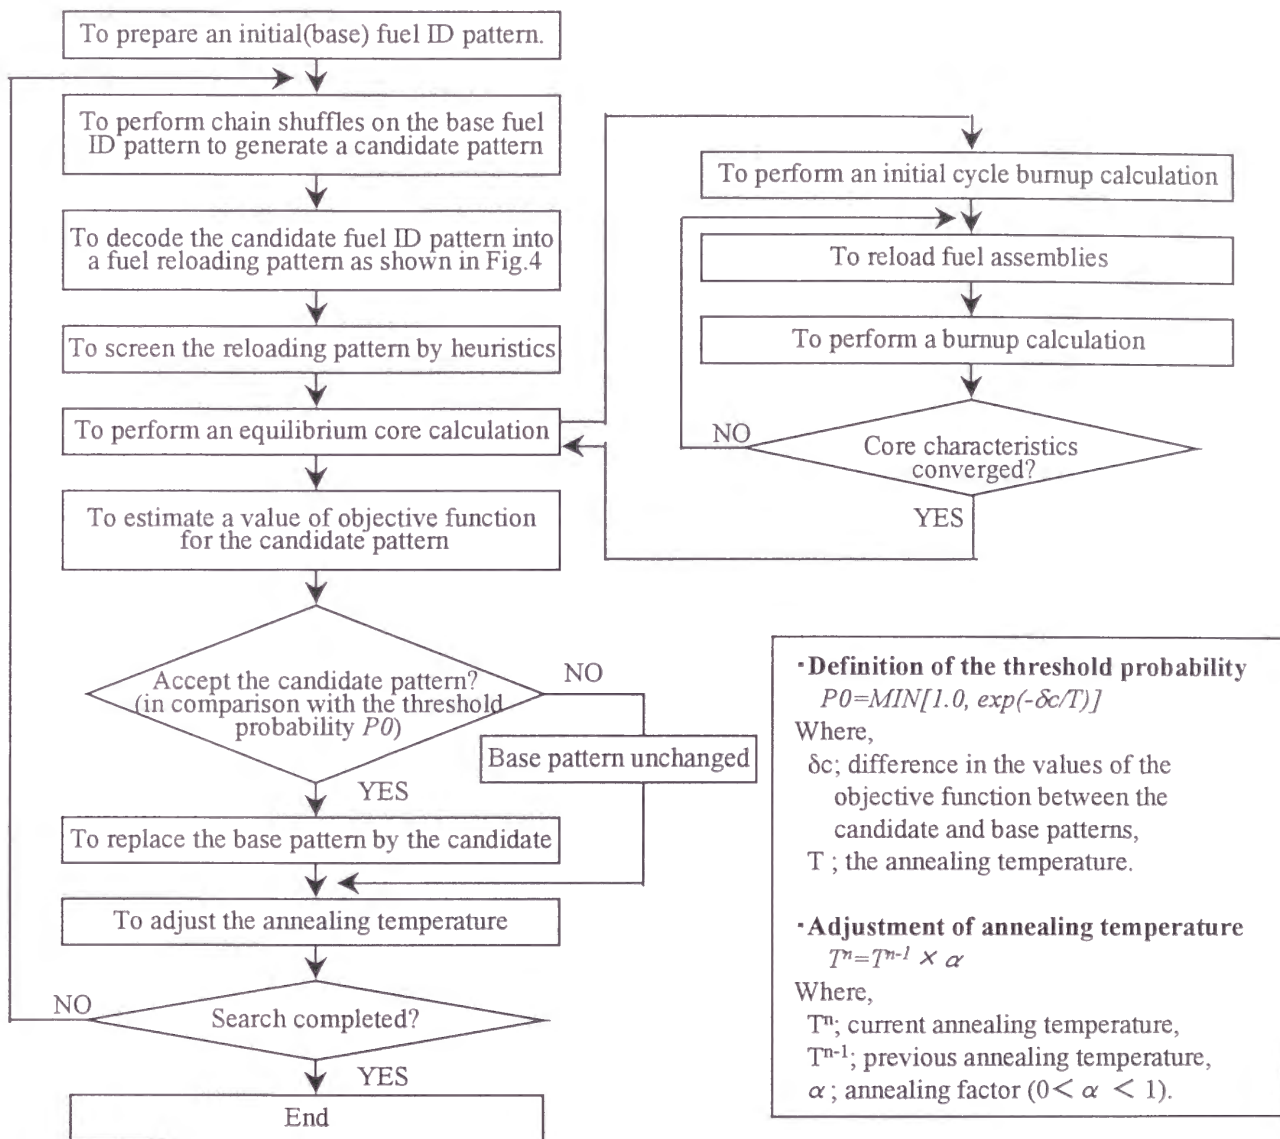 To prepare an initial(base) fuel ID pattern.
To perform chain shuffles on the base fuel
ID pattern to generate a candidate pattern
To decode the candidate fuel ID pattern into
a fuel reloading pattern as shown in Fig.4
To screen the reloading pattern by heuristics
To perform an equilibrium core calculation
To estimate a value of objective function
for the candidate pattern
Accept the candidate pattern?
(in comparison with the threshold
probability P0)
NO
Base pattern unchanged
YES
To replace the base pattern by the candidate
To adjust the annealing temperature
NO
Search completed?
YES
End
To perform an initial cycle burnup calculation
To reload fuel assemblies
To perform a burnup calculation
NO
Core characteristics
converged?
YES
・Definition of the threshold probability
P0=MIN[1.0, exp(-δc/T)]
Where,
δc; difference in the values of the
objective function between the
candidate and base patterns,
T ; the annealing temperature.
・Adjustment of annealing temperature
Tⁿ=Tⁿ⁻¹ × α
Where,
Tⁿ; current annealing temperature,
Tⁿ⁻¹; previous annealing temperature,
α ; annealing factor (0< α < 1).